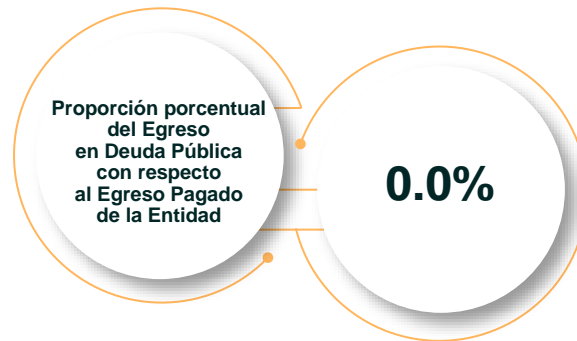 Proporción porcentual
del Egreso
en Deuda Pública
con respecto
al Egreso Pagado
de la Entidad
0.0%